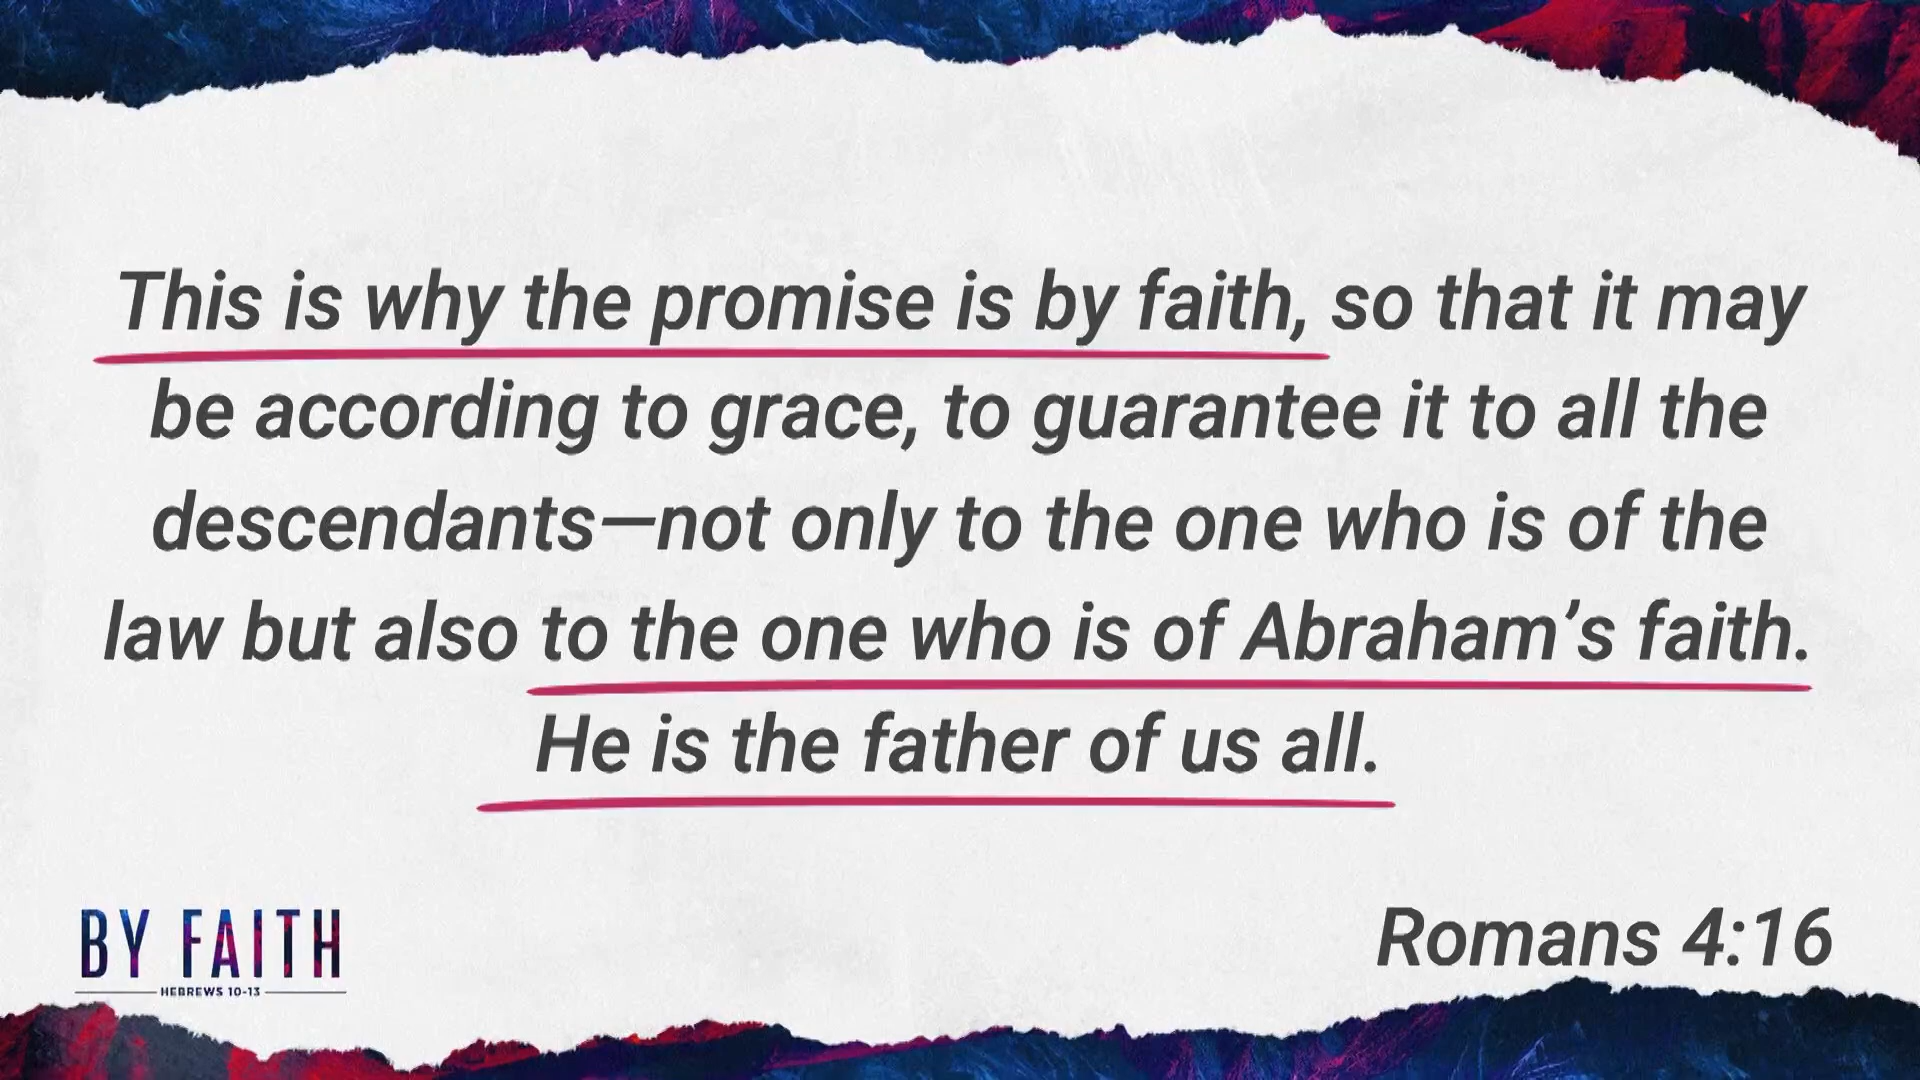 This is why the promise is by faith, so that it may
be according to grace, to guarantee it to all the
descendants—not only to the one who is of the
law but also to the one who is of Abraham’s faith.
He is the father of us all.
Romans 4:16
BY FAITH
HEBREWS 10-13